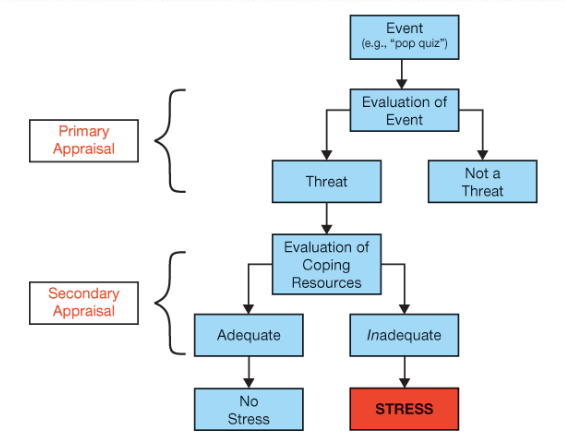 Event
(e.g., “pop quiz”)
Evaluation of
Event
Primary
Appraisal
Threat
Not a
Threat
Evaluation of
Coping
Resources
Secondary
Appraisal
Adequate
Inadequate
No
Stress
STRESS